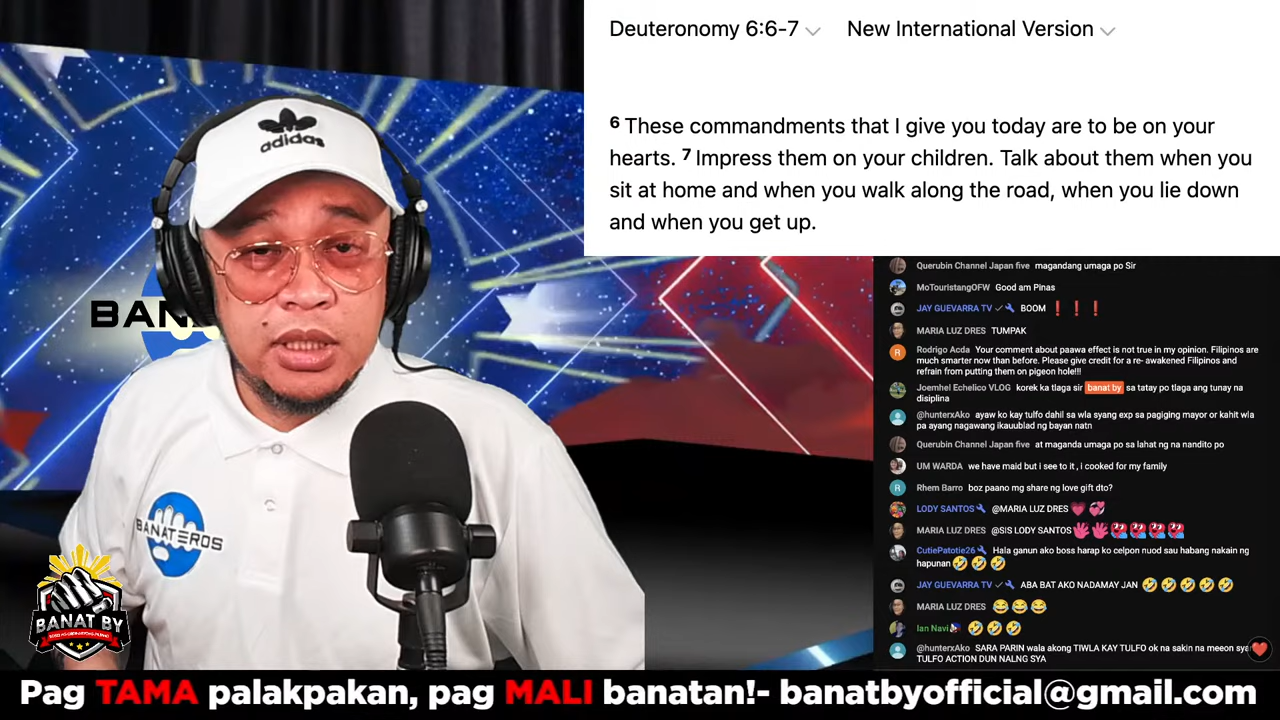 Deuteronomy 6:6-7 New International Version
6 These commandments that I give you today are to be on your
hearts. 7 Impress them on your children. Talk about them when you
sit at home and when you walk along the road, when you lie down
and when you get up.
adidas
BAN
BANATEROS
BANAT BY
Querubin Channel Japan five magandang umaga po Sir
MoTouristangOFW Good am Pinas
JAY GUEVARRA TV BOOM ❗ ❗ ❗
MARIA LUZ DRES TUMPAK
R Rodrigo Acda Your comment about paawa effect is not true in my opinion. Filipinos are
much smarter now than before. Please give credit for a re- awakened Filipinos and
refrain from putting them on pigeon hole!!!
Joemhel Echelico VLOG korek ka tlaga sir banat by sa tatay po tlaga ang tunay na
disiplina
@hunterxAko ayaw ko kay tulfo dahil sa wla syang exp sa pagiging mayor or kahit wla
pa ayang nagawang ikauublad ng bayan natn
Querubin Channel Japan five at maganda umaga po sa lahat ng na nandito po
UM WARDA we have maid but i see to it , i cooked for my family
R Rhem Barro boz paano mg share ng love gift dto?
LODY SANTOS @MARIA LUZ DRES
MARIA LUZ DRES @SIS LODY SANTOS
CutiePatotie26 Hala ganun ako boss harap ko celpon nuod sau habang nakain ng
hapunan 🤣 🤣 🤣
JAY GUEVARRA TV ABA BAT AKO NADAMAY JAN 🤣 🤣 🤣 🤣 🤣
MARIA LUZ DRES 😂 😂 😂
Ian Navi 🤣 🤣 🤣
@hunterxAko SARA PARIN wala akong TIWLA KAY TULFO ok na sakin na meeon sya
TULFO ACTION DUN NALNG SYA
Pag TAMA palakpakan, pag MALI banatan!- banatbyofficial@gmail.com